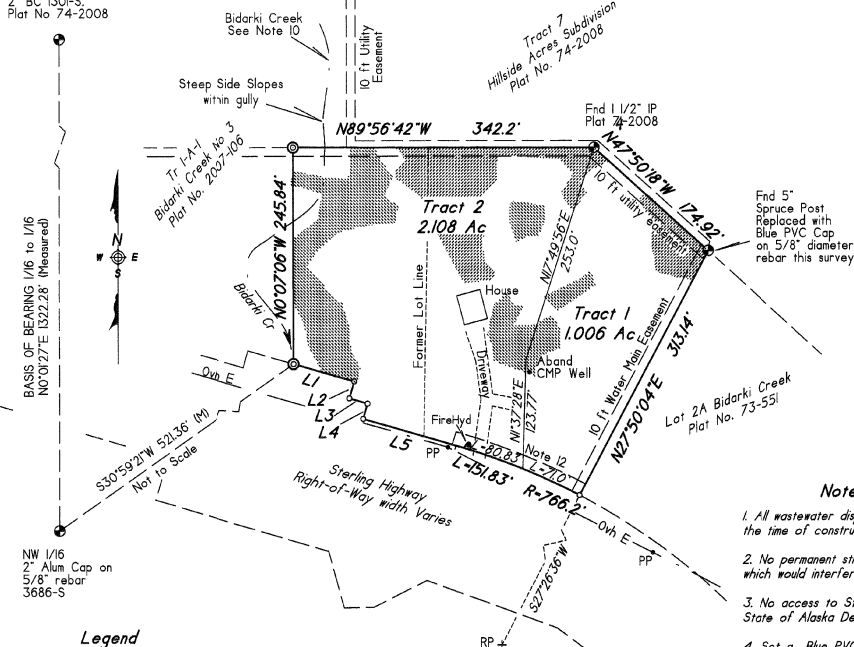 2" BC 1301-S,
Plat No 74-2008
Bidarki Creek
See Note 10
10 ft Utility
Easement
Tract 7
Hillside Acres Subdivision
Plat No. 74-2008
Steep Side Slopes
within gully
Fnd 1 1/2" IP
Plat 74-2008
N89°56'42"W 342.2'
N47°50'18"W 174.92'
Tr 1-A-1
Bidarki Creek No 3
Plat No. 2007-106
10 ft utility easement
Fnd 5"
Spruce Post
Replaced with
Blue PVC Cap
on 5/8" diameter
rebar this survey
Tract 2
2.108 Ac
N0°07'06"W 245.84'
N17°49'56"E
253.0'
N
W E
S
BASIS OF BEARING 1/16 to 1/16
N0°01'27"E 1322.28' (Measured)
Bidarki Cr
House
Tract 1
1.006 Ac
Former Lot Line
Driveway
10 ft Water Main Easement
313.14'
N27°50'04"E
Aband
CMP Well
N1°37'28"E
123.77'
Ovh E
L1
L2
L3
L4
L5
Lot 2A Bidarki Creek
Plat No. 73-551
FireHyd
PP
L=80.83'
Note 12
L=71.0'
L=151.83'
R=766.2'
S30°59'21"W 521.36' (M)
Not to Scale
Sterling Highway
Right-of-Way width Varies
Ovh E
PP
S27°26'36"W
RP
NW 1/16
2" Alum Cap on
5/8" rebar
3686-S
Legend
Note
1. All wastewater dis
the time of constru
2. No permanent st
which would interfer
3. No access to S
State of Alaska De
4. Set a Blue PV